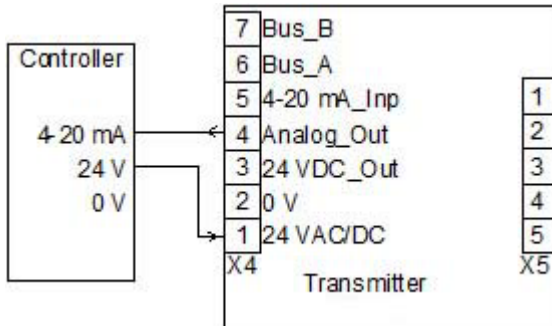 Controller
4-20 mA
24 V
0 V
7 Bus_B
6 Bus_A
5 4-20 mA_Inp
4 Analog_Out
3 24 VDC_Out
2 0 V
1 24 VAC/DC
X4
Transmitter
1
2
3
4
5
X5